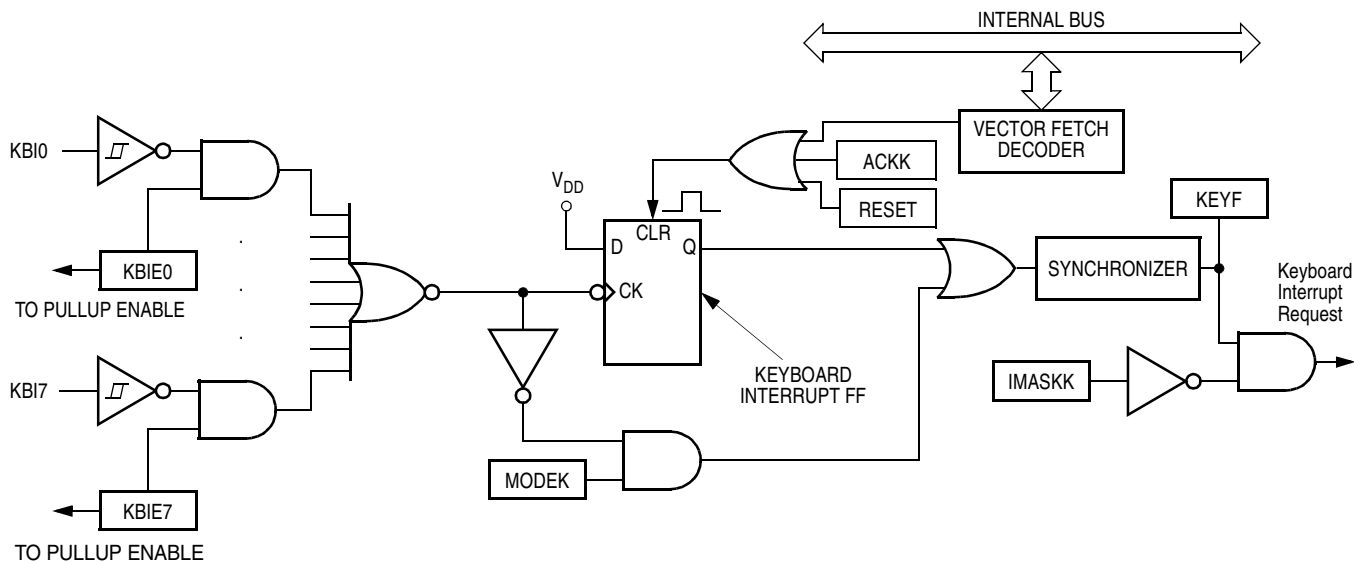 INTERNAL BUS
VECTOR FETCH
DECODER
KBI0
ACKK
VDD
KEYF
RESET
CLR
D
Q
KBIE0
SYNCHRONIZER
Keyboard
Interrupt
Request
CK
TO PULLUP ENABLE
KBI7
KEYBOARD
INTERRUPT FF
IMASKK
MODEK
KBIE7
TO PULLUP ENABLE